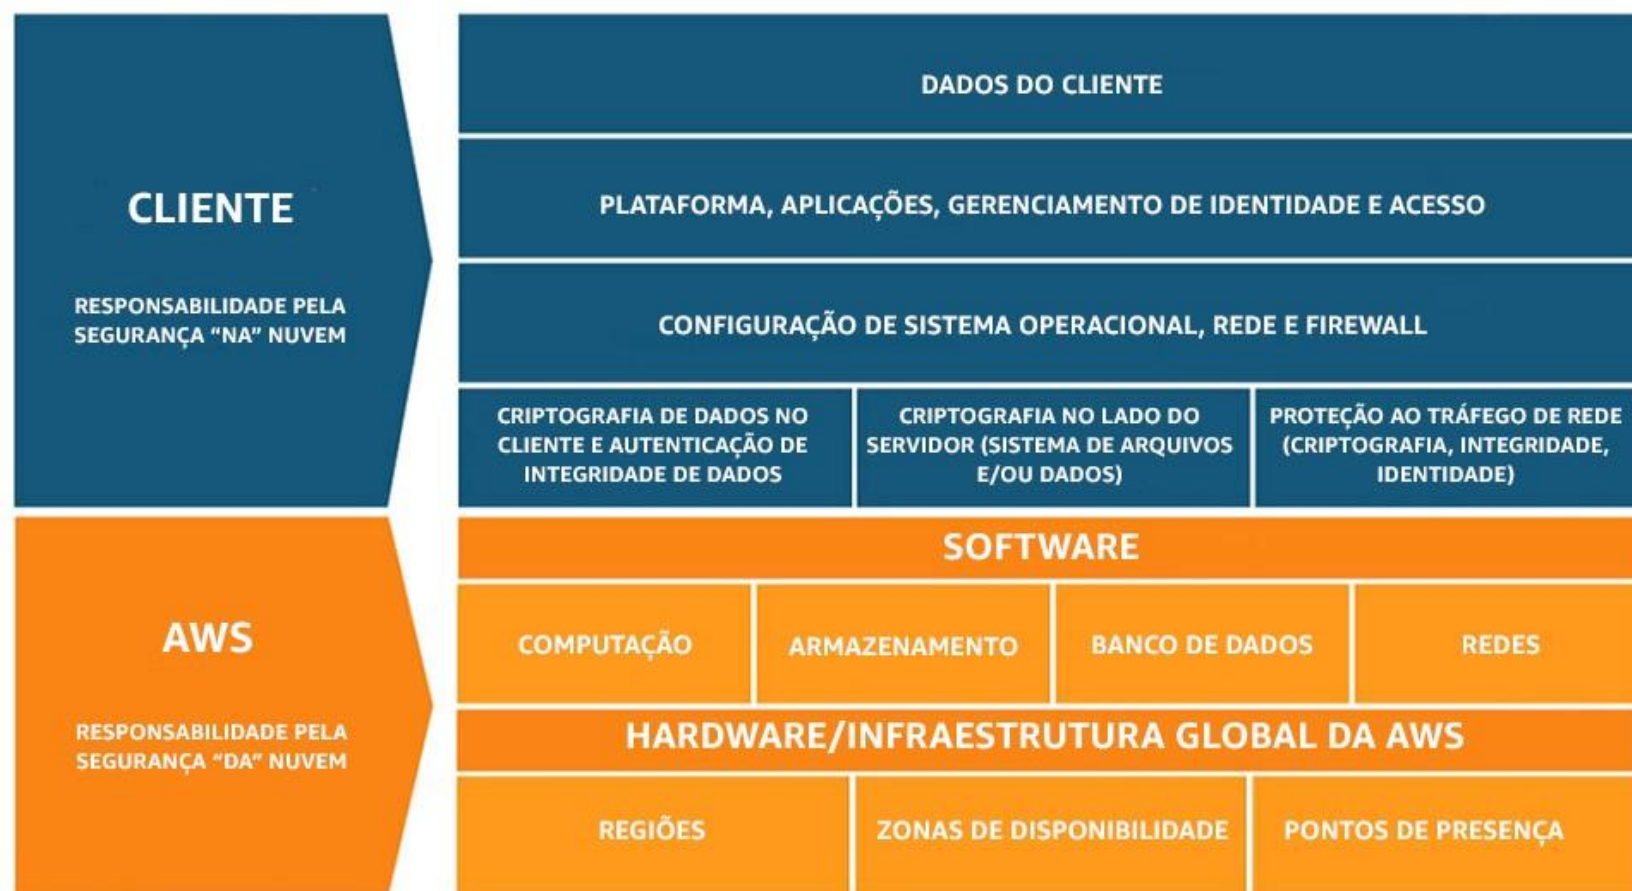 CLIENTE
RESPONSABILIDADE PELA
SEGURANÇA “NA” NUVEM
DADOS DO CLIENTE
PLATAFORMA, APLICAÇÕES, GERENCIAMENTO DE IDENTIDADE E ACESSO
CONFIGURAÇÃO DE SISTEMA OPERACIONAL, REDE E FIREWALL
CRIPTOGRAFIA DE DADOS NO
CLIENTE E AUTENTICAÇÃO DE
INTEGRIDADE DE DADOS
CRIPTOGRAFIA NO LADO DO
SERVIDOR (SISTEMA DE ARQUIVOS
E/OU DADOS)
PROTEÇÃO AO TRÁFEGO DE REDE
(CRIPTOGRAFIA, INTEGRIDADE,
IDENTIDADE)
AWS
RESPONSABILIDADE PELA
SEGURANÇA “DA” NUVEM
SOFTWARE
COMPUTAÇÃO
ARMAZENAMENTO
BANCO DE DADOS
REDES
HARDWARE/INFRAESTRUTURA GLOBAL DA AWS
REGIÕES
ZONAS DE DISPONIBILIDADE
PONTOS DE PRESENÇA